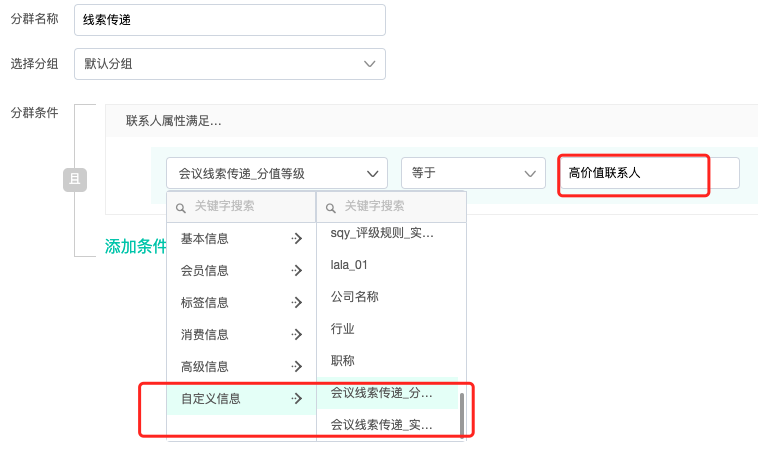 分群名称 线索传递
选择分组 默认分组
分群条件
联系人属性满足...
且
会议线索传递_分值等级 等于 高价值联系人
关键字搜索 关键字搜索
基本信息 sqy_评级规则_实...
会员信息 lala_01
标签信息 公司名称
消费信息 行业
高级信息 职称
自定义信息 会议线索传递_分...
会议线索传递_实...
添加条件